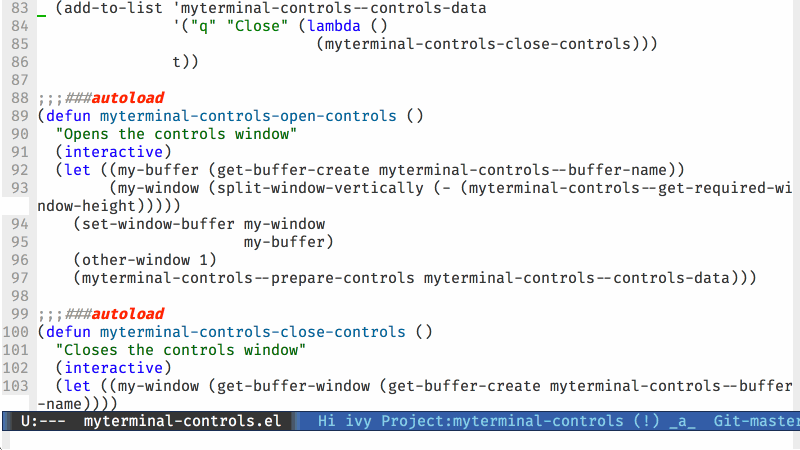 83   (add-to-list 'myterminal-controls--controls-data
84                '("q" "Close" (lambda ()
85                                (myterminal-controls-close-controls)))
86                t))
87
88 ;;;###autoload
89 (defun myterminal-controls-open-controls ()
90   "Opens the controls window"
91   (interactive)
92   (let ((my-buffer (get-buffer-create myterminal-controls--buffer-name))
93         (my-window (split-window-vertically (- (myterminal-controls--get-required-wi
ndow-height)))))
94     (set-window-buffer my-window
95                        my-buffer)
96     (other-window 1)
97     (myterminal-controls--prepare-controls myterminal-controls--controls-data)))
98
99 ;;;###autoload
100 (defun myterminal-controls-close-controls ()
101   "Closes the controls window"
102   (interactive)
103   (let ((my-window (get-buffer-window (get-buffer-create myterminal-controls--buffer
-name))))
U:---  myterminal-controls.el   Hi ivy Project:myterminal-controls (!) _a_  Git-master